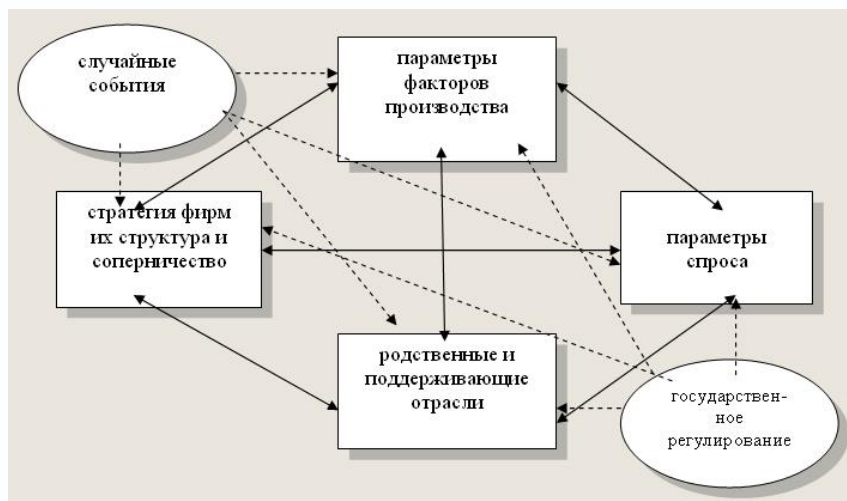 случайные
события
параметры
факторов
производства
стратегия фирм
их структура и
соперничество
параметры
спроса
родственные и
поддерживающие
отрасли
государствен-
ное
регулирование